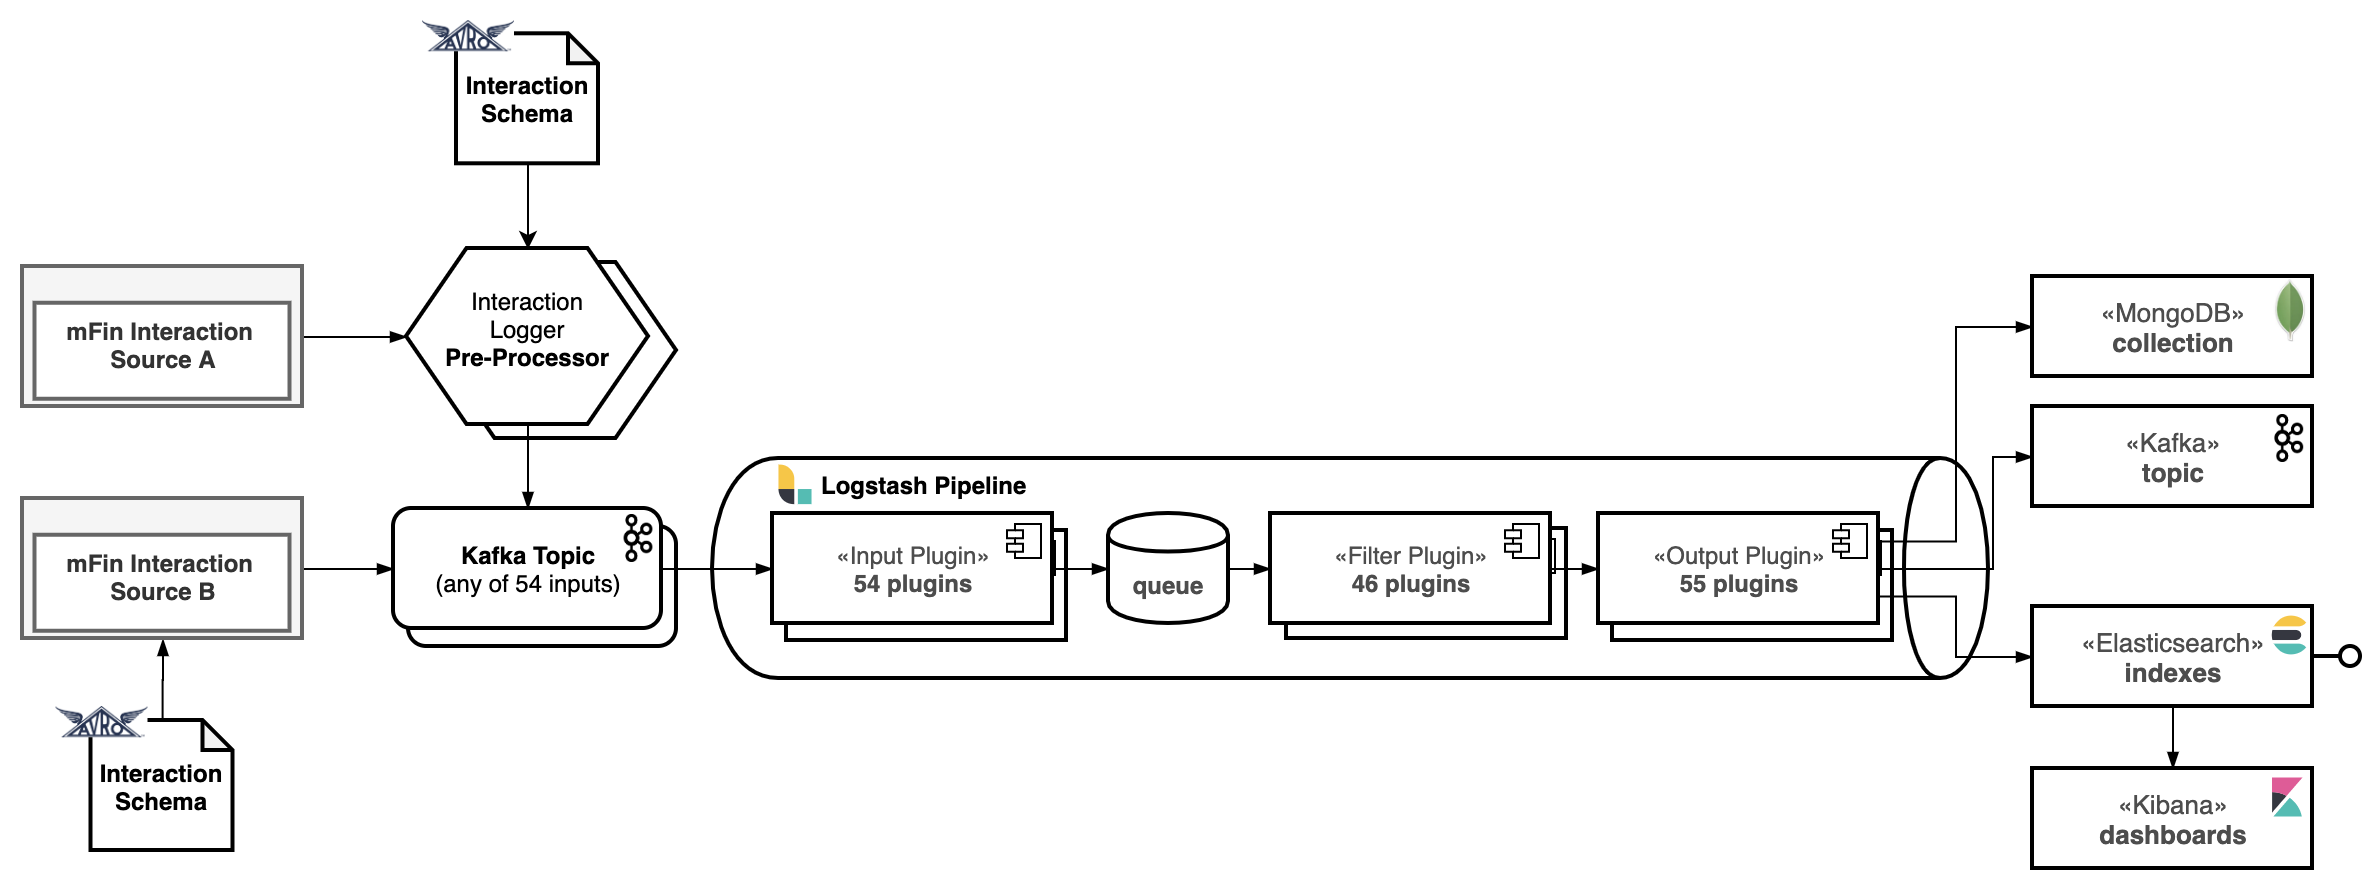 AVRO
Interaction
Schema
Interaction
Logger
Pre-Processor
mFin Interaction
Source A
«MongoDB»
collection
«Kafka»
topic
Logstash Pipeline
mFin Interaction
Source B
Kafka Topic
(any of 54 inputs)
«Input Plugin»
54 plugins
queue
«Filter Plugin»
46 plugins
«Output Plugin»
55 plugins
«Elasticsearch»
indexes
AVRO
Interaction
Schema
«Kibana»
dashboards